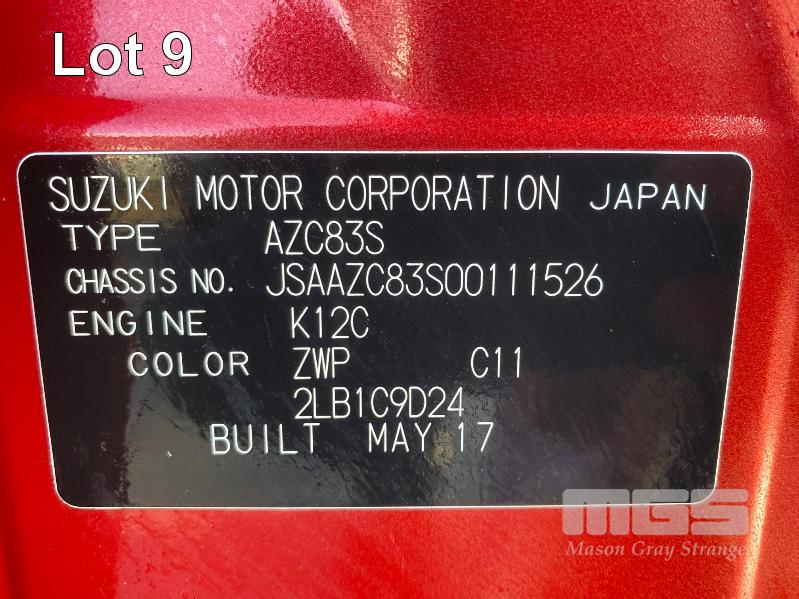 Lot 9
SUZUKI MOTOR CORPORATION JAPAN
TYPE AZC83S
CHASSIS NO. JSAAZC83S00111526
ENGINE K12C
COLOR ZWP C11
2LB1C9D24
BUILT MAY 17
MGS
Mason Gray Strange